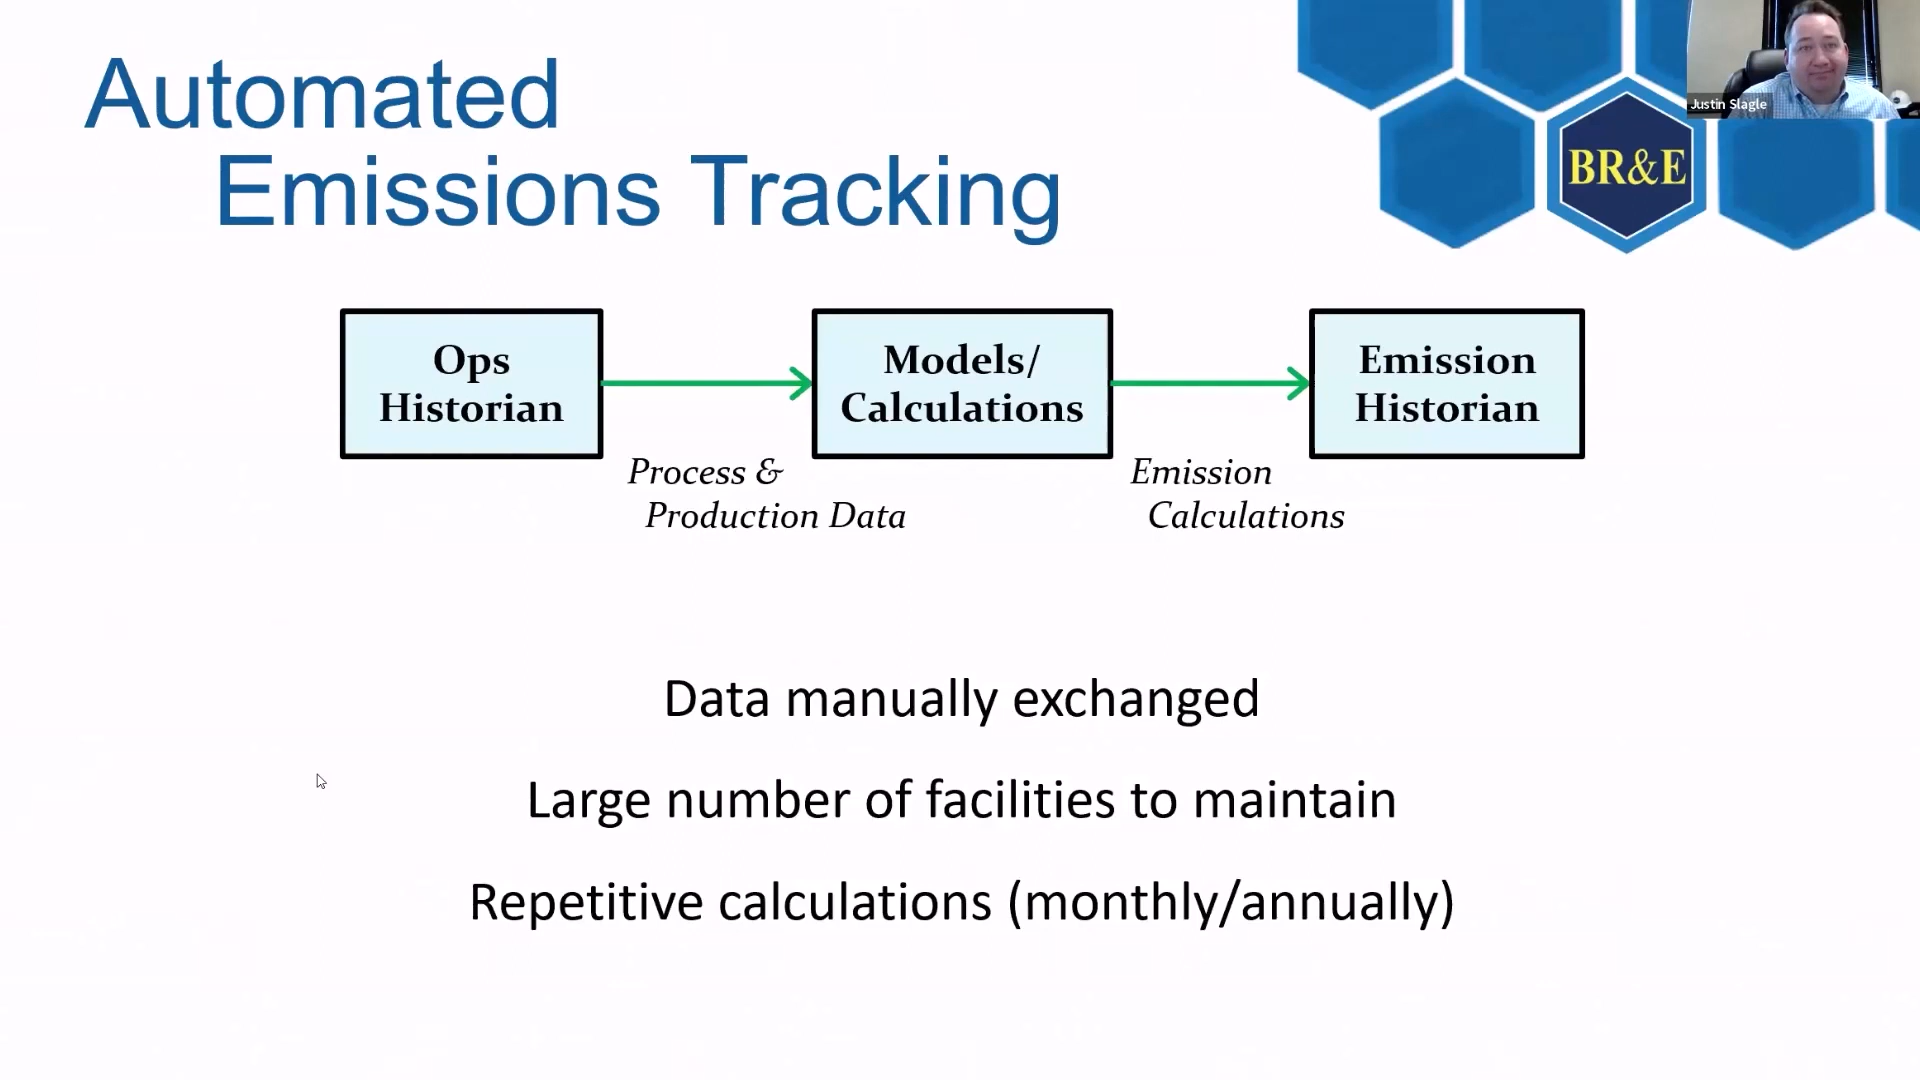 Automated
Emissions Tracking
Justin Slagle
BR&E
Ops
Historian
Models/
Calculations
Emission
Historian
Process &
Production Data
Emission
Calculations
Data manually exchanged
Large number of facilities to maintain
Repetitive calculations (monthly/annually)